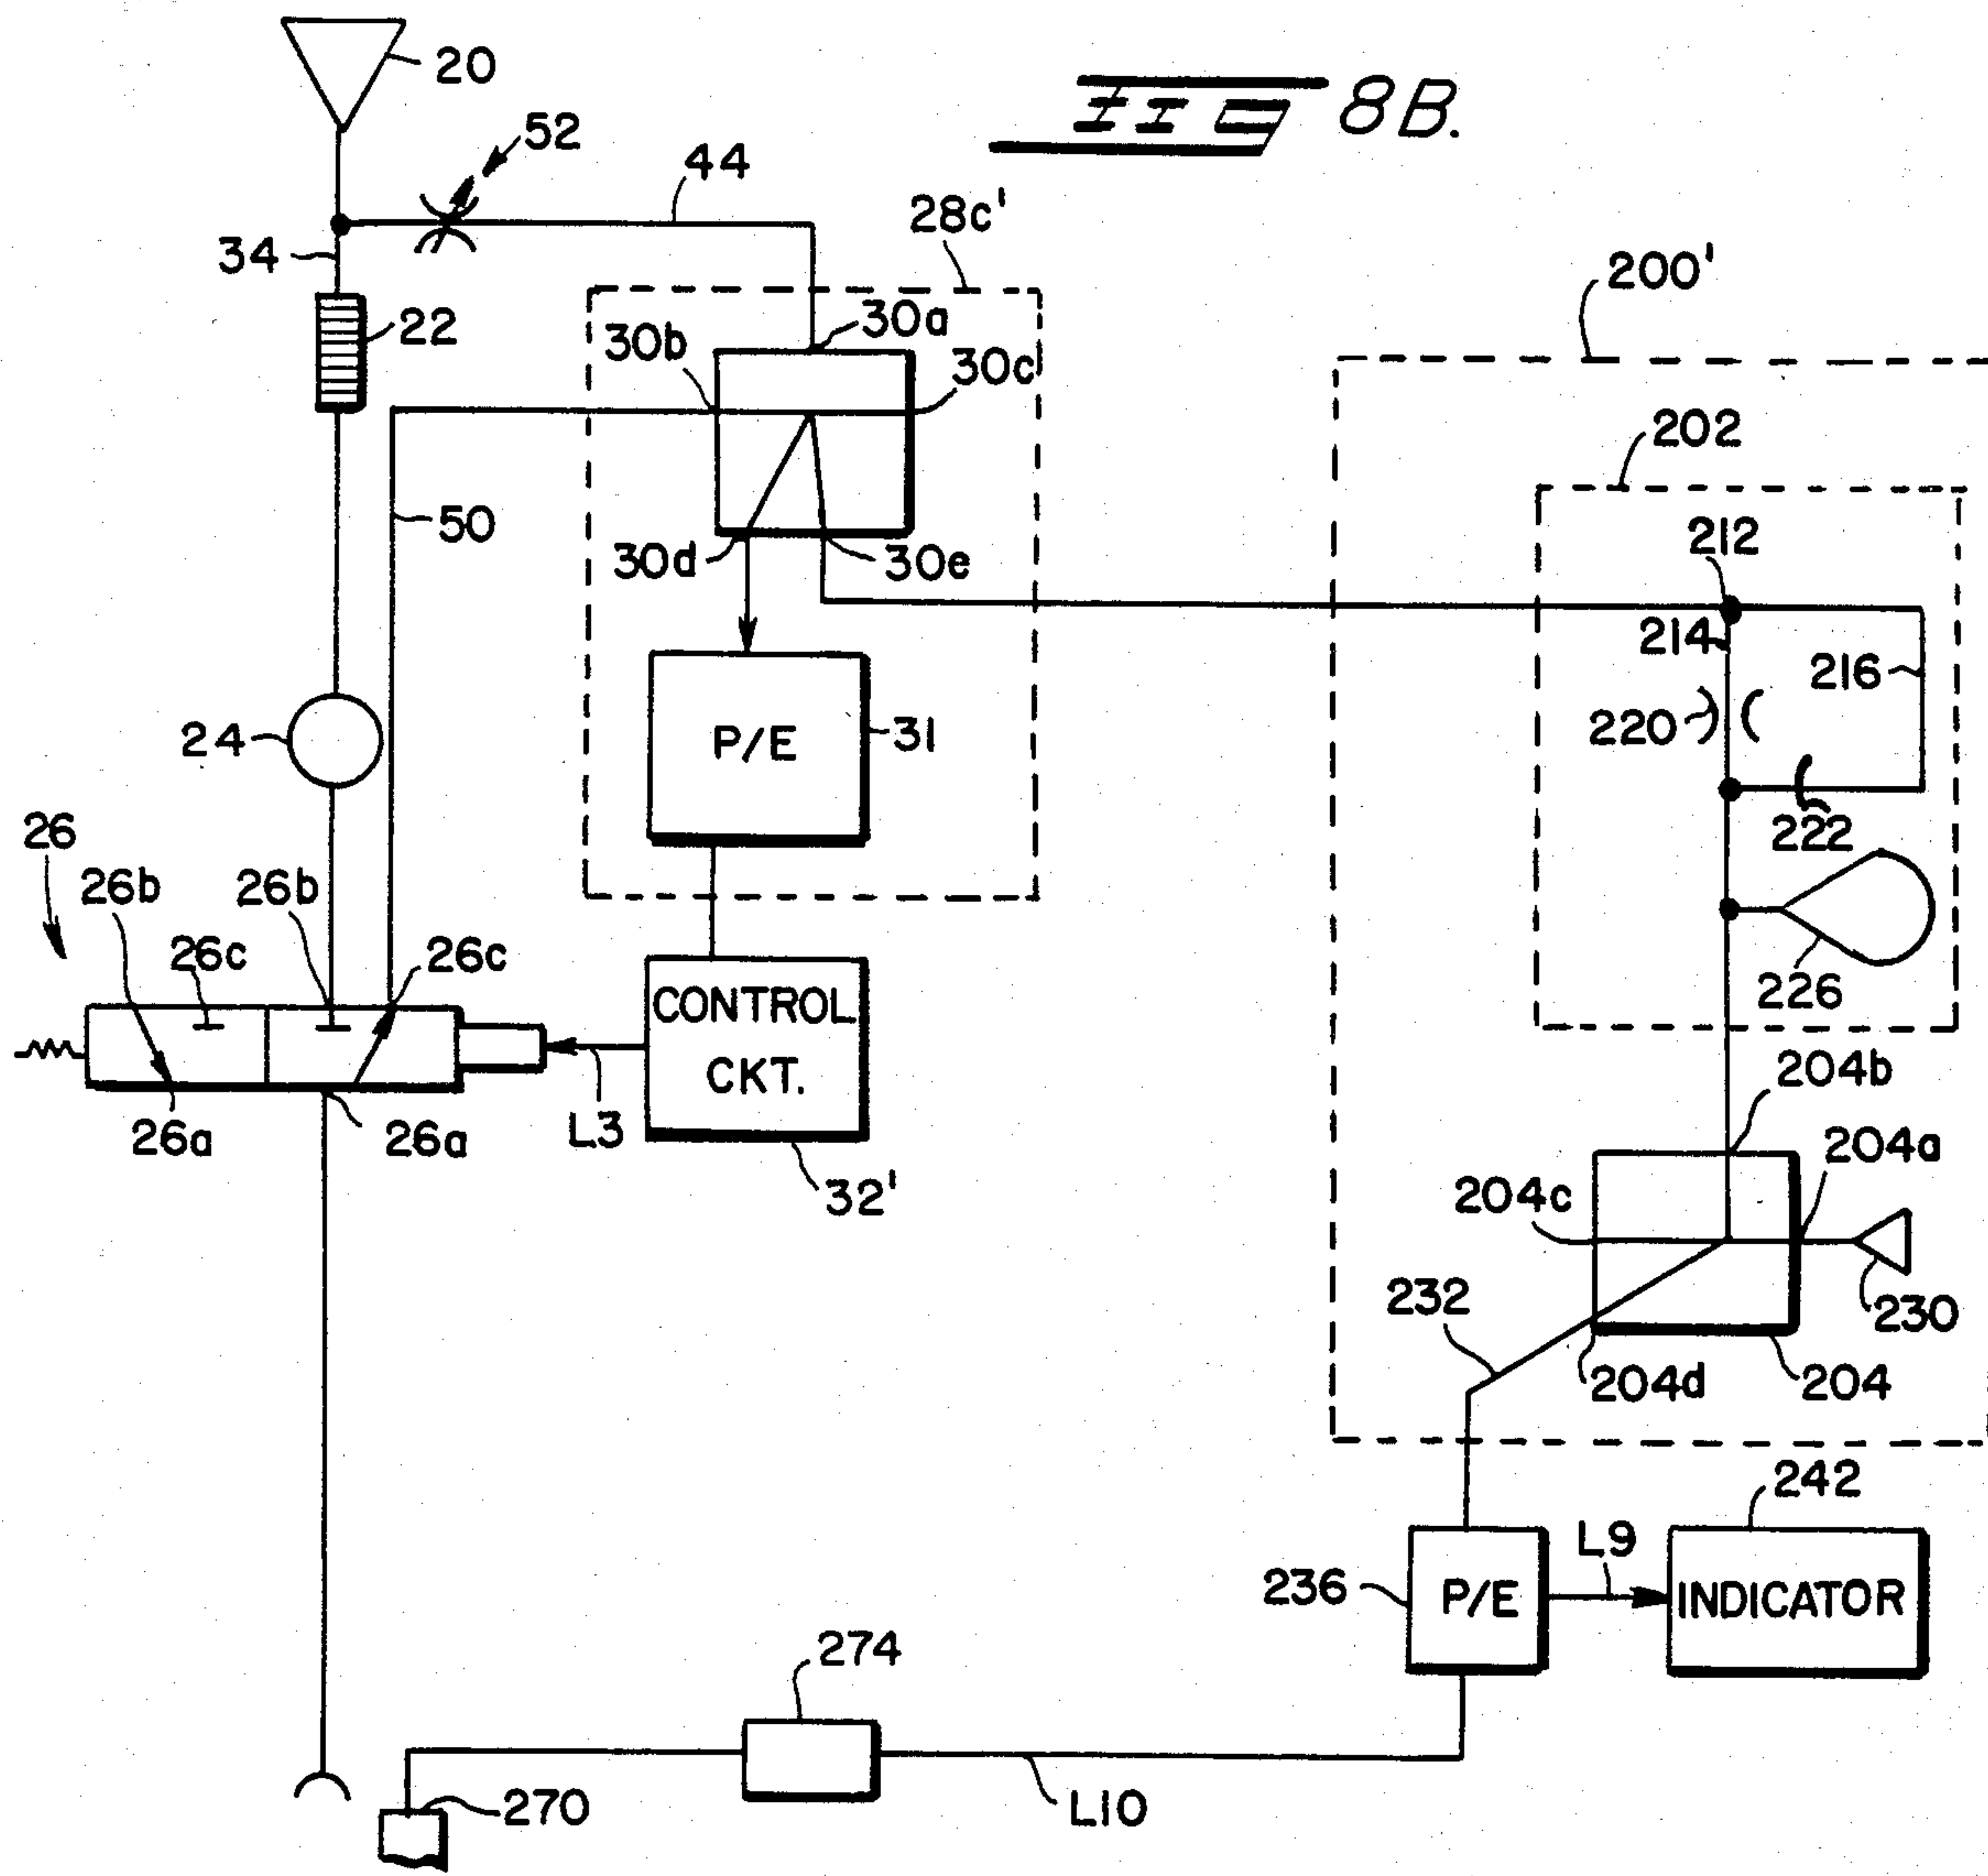 20
FIG 8B.
52
44
28c'
34
200'
22
30a
30b
30c
202
50
212
30d
30e
214
216
24
P/E
31
220
222
26
26b
26b
26c
26c
226
CONTROL
CKT.
204b
L3
204a
26a
26a
32'
204c
232
230
204d
204
242
L9
236
P/E
INDICATOR
274
270
L10